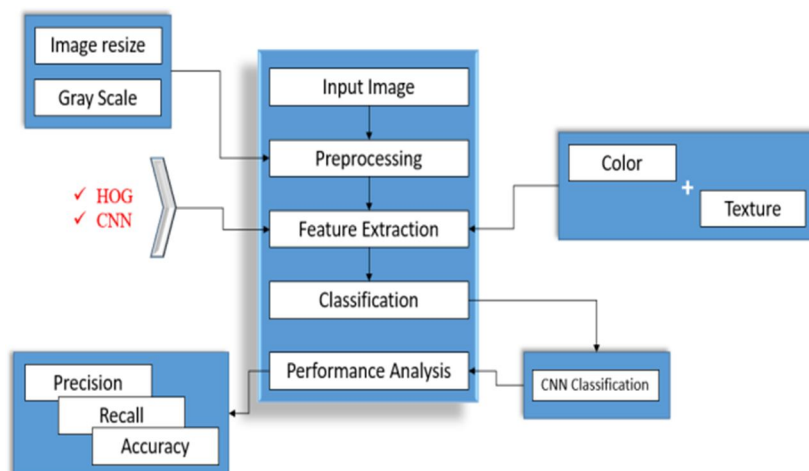 Image resize
Gray Scale
Input Image
Preprocessing
Feature Extraction
Classification
Performance Analysis
✓ HOG
✓ CNN
Color
+
Texture
CNN Classification
Precision
Recall
Accuracy